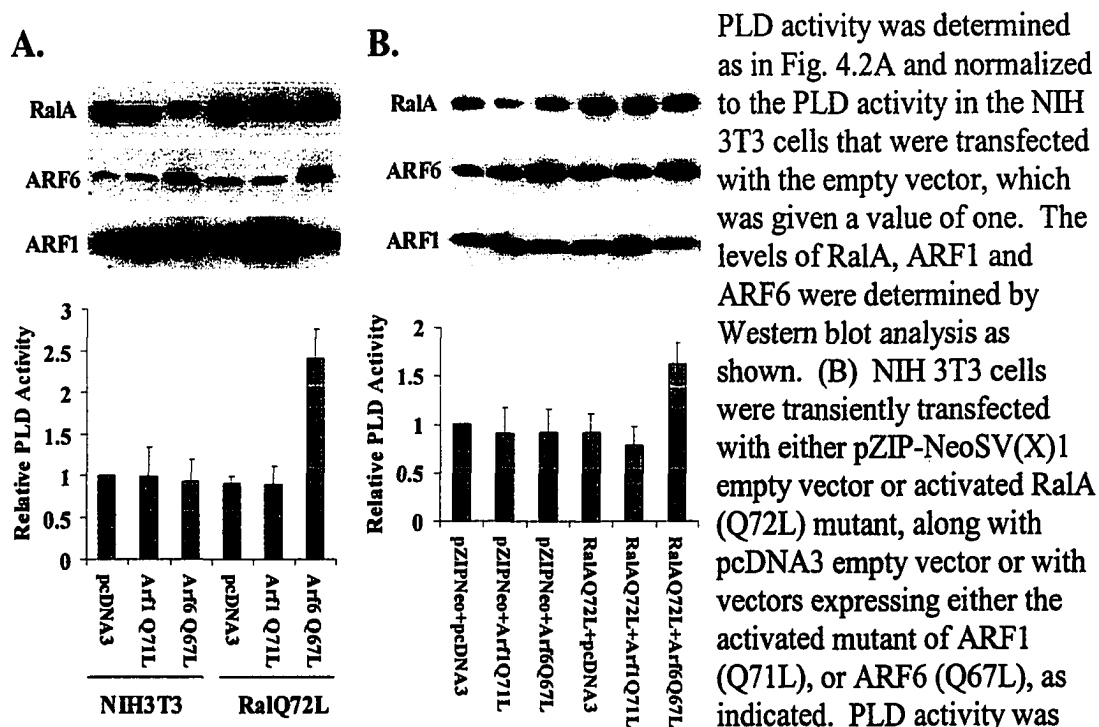 A.
RalA
ARF6
ARF1
3
2.5
2
1.5
1
0.5
0
Relative PLD Activity
pcDNA3
Arf1 Q71L
Arf6 Q67L
pcDNA3
Arf1 Q71L
Arf6 Q67L
NIH3T3
RalQ72L
B.
RalA
ARF6
ARF1
2
1.5
1
0.5
0
Relative PLD Activity
pZIPNeo+pcDNA3
pZIPNeo+Arf1Q71L
pZIPNeo+Arf6Q67L
RalAQ72L+pcDNA3
RalAQ72L+Arf1Q71L
RalAQ72L+Arf6Q67L
PLD activity was determined
as in Fig. 4.2A and normalized
to the PLD activity in the NIH
3T3 cells that were transfected
with the empty vector, which
was given a value of one. The
levels of RalA, ARF1 and
ARF6 were determined by
Western blot analysis as
shown. (B) NIH 3T3 cells
were transiently transfected
with either pZIP-NeoSV(X)1
empty vector or activated RalA
(Q72L) mutant, along with
pcDNA3 empty vector or with
vectors expressing either the
activated mutant of ARF1
(Q71L), or ARF6 (Q67L), as
indicated. PLD activity was